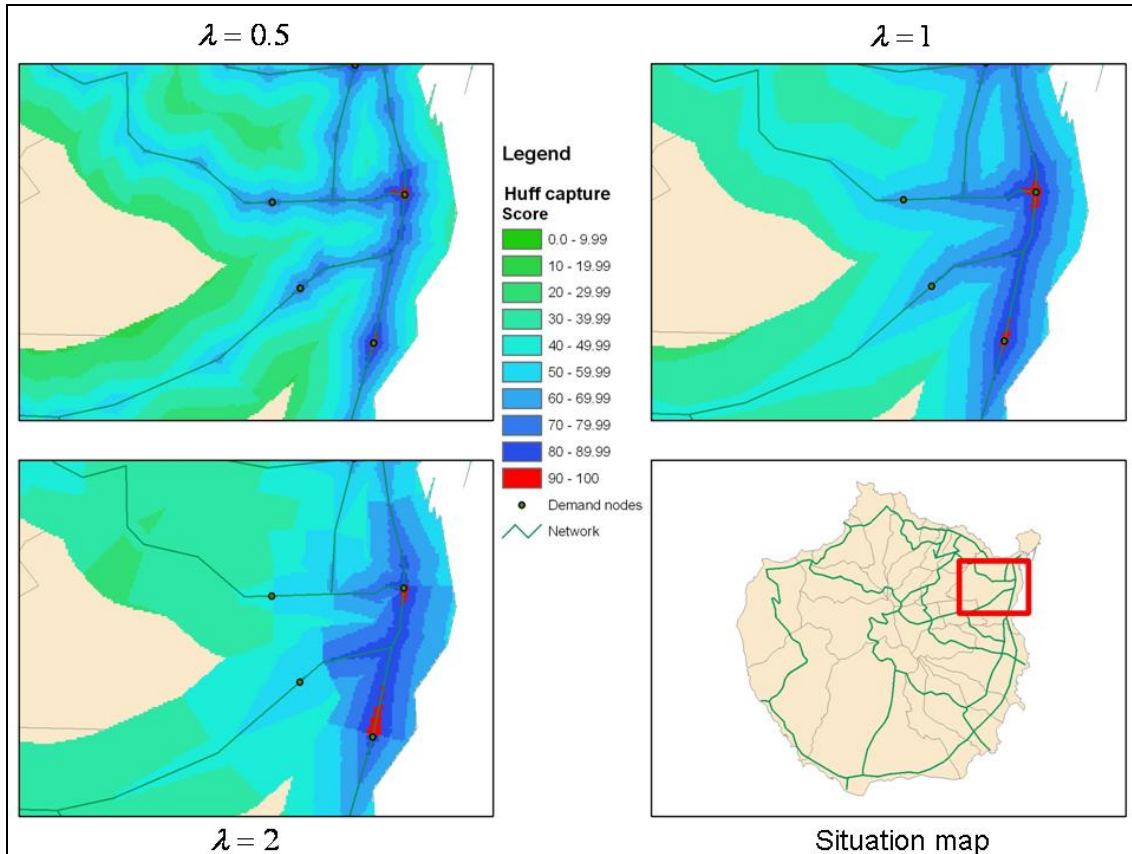 λ = 0.5
λ = 1
Legend
Huff capture
Score
0.0 - 9.99
10 - 19.99
20 - 29.99
30 - 39.99
40 - 49.99
50 - 59.99
60 - 69.99
70 - 79.99
80 - 89.99
90 - 100
Demand nodes
Network
λ = 2
Situation map